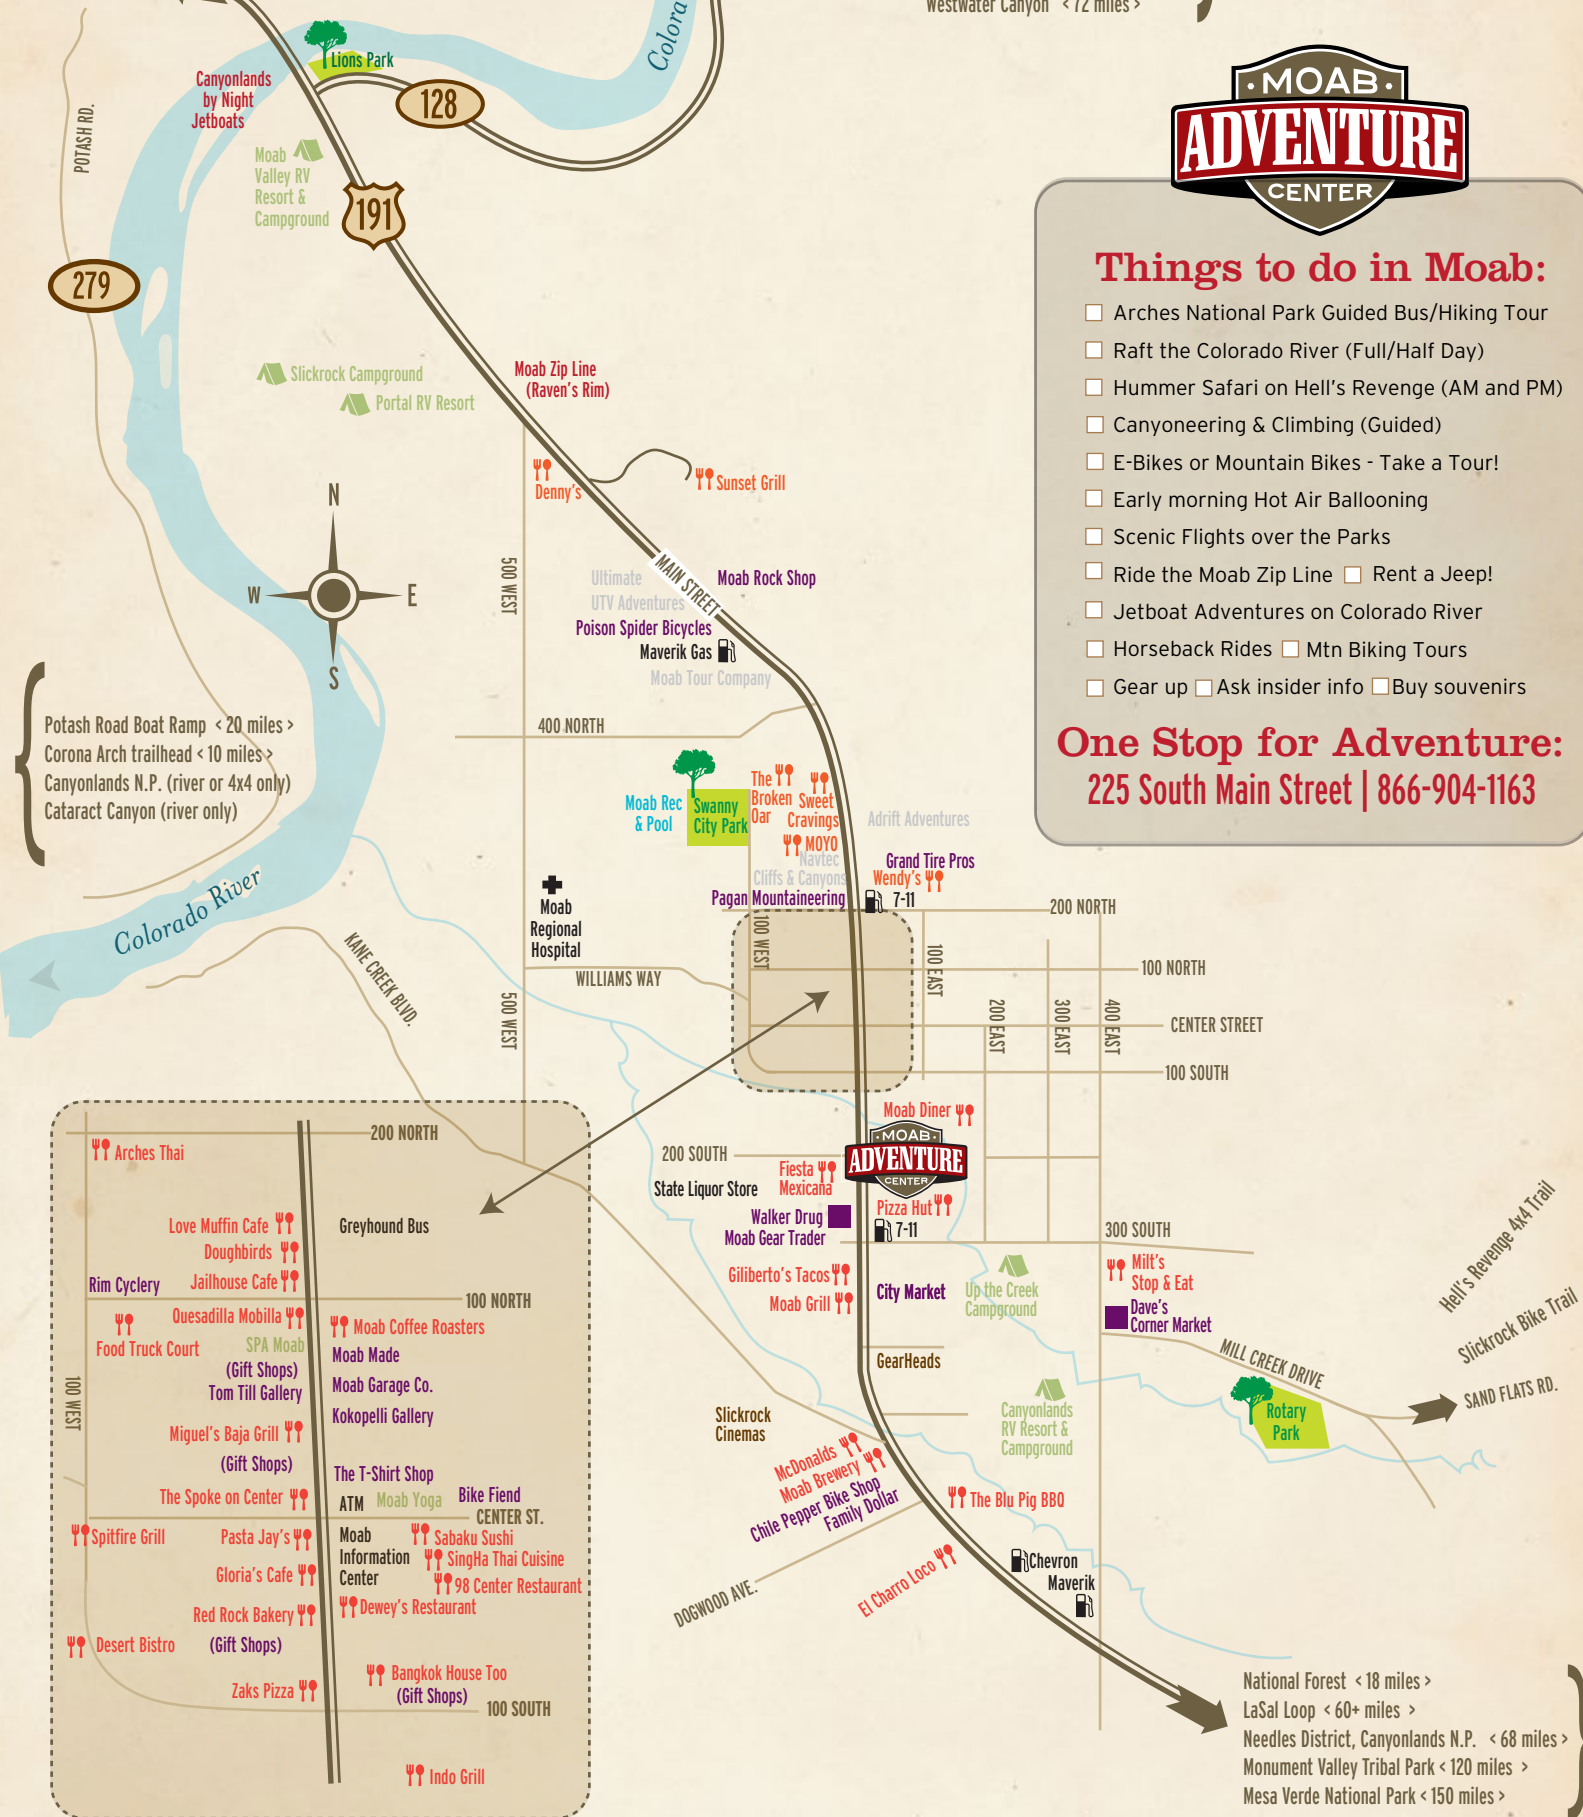 Westwater Canyon < 72 miles >
Colora
Lions Park
Canyonlands
by Night
Jetboats
128
POTASH RD.
Moab
Valley RV
Resort &
Campground
191
279
MOAB
ADVENTURE
CENTER
Things to do in Moab:
Arches National Park Guided Bus/Hiking Tour
Raft the Colorado River (Full/Half Day)
Hummer Safari on Hell's Revenge (AM and PM)
Canyoneering & Climbing (Guided)
E-Bikes or Mountain Bikes - Take a Tour!
Early morning Hot Air Ballooning
Scenic Flights over the Parks
Ride the Moab Zip Line Rent a Jeep!
Jetboat Adventures on Colorado River
Horseback Rides Mtn Biking Tours
Gear up Ask insider info Buy souvenirs
One Stop for Adventure:
225 South Main Street | 866-904-1163
Slickrock Campground
Portal RV Resort
Moab Zip Line
(Raven's Rim)
Denny's
Sunset Grill
N
W
E
S
500 WEST
MAIN STREET
Ultimate
UTV Adventures
Moab Rock Shop
Poison Spider Bicycles
Maverik Gas
Moab Tour Company
400 NORTH
Potash Road Boat Ramp < 20 miles >
Corona Arch trailhead < 10 miles >
Canyonlands N.P. (river or 4x4 only)
Cataract Canyon (river only)
Moab Rec
& Pool
Swanny
City Park
The
Broken
Oar
Sweet
Cravings
MOYO
Navtec
Cliffs & Canyons
Pagan Mountaineering
Adrift Adventures
Grand Tire Pros
Wendy's
7-11
Moab
Regional
Hospital
Colorado River
KANE CREEK BLVD.
WILLIAMS WAY
500 WEST
100 WEST
100 EAST
200 EAST
300 EAST
400 EAST
200 NORTH
100 NORTH
CENTER STREET
100 SOUTH
Moab Diner
MOAB
ADVENTURE
CENTER
200 SOUTH
Fiesta
Mexicana
State Liquor Store
Walker Drug
Moab Gear Trader
Pizza Hut
7-11
300 SOUTH
Giliberto's Tacos
Moab Grill
City Market
Up the Creek
Campground
Milt's
Stop & Eat
Dave's
Corner Market
GearHeads
MILL CREEK DRIVE
Hell's Revenge 4x4 Trail
Slickrock Bike Trail
SAND FLATS RD.
Rotary
Park
Canyonlands
RV Resort &
Campground
Slickrock
Cinemas
McDonalds
Moab Brewery
Chile Pepper Bike Shop
Family Dollar
The Blu Pig BBQ
El Charro Loco
DOGWOOD AVE.
Chevron
Maverik
National Forest < 18 miles >
LaSal Loop < 60+ miles >
Needles District, Canyonlands N.P. < 68 miles >
Monument Valley Tribal Park < 120 miles >
Mesa Verde National Park < 150 miles >
200 NORTH
Arches Thai
Love Muffin Cafe
Greyhound Bus
Doughbirds
Rim Cyclery
Jailhouse Cafe
100 NORTH
Quesadilla Mobilla
Moab Coffee Roasters
Food Truck Court
SPA Moab
Moab Made
(Gift Shops)
Tom Till Gallery
Moab Garage Co.
100 WEST
Kokopelli Gallery
Miguel's Baja Grill
(Gift Shops)
The T-Shirt Shop
The Spoke on Center
ATM
Moab Yoga
Bike Fiend
CENTER ST.
Spitfire Grill
Pasta Jay's
Moab
Information
Center
Sabaku Sushi
SingHa Thai Cuisine
Gloria's Cafe
98 Center Restaurant
Red Rock Bakery
Dewey's Restaurant
Desert Bistro
(Gift Shops)
Bangkok House Too
(Gift Shops)
Zaks Pizza
100 SOUTH
Indo Grill